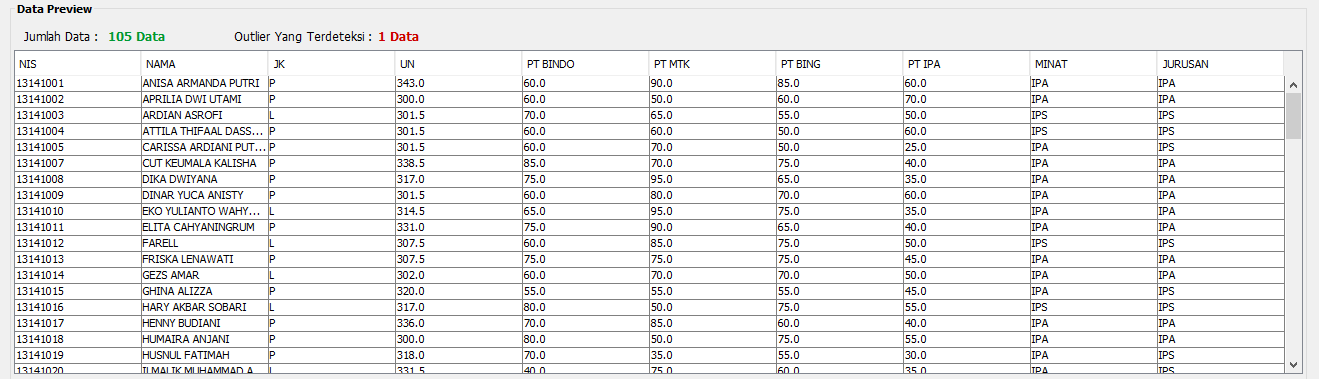 Data Preview
Jumlah Data : 105 Data Outlier Yang Terdeteksi : 1 Data
NIS NAMA JK UN PT BINDO PT MTK PT BING PT IPA MINAT JURUSAN
13141001 ANISA ARMANDA PUTRI P 343.0 60.0 90.0 85.0 60.0 IPA IPA
13141002 APRILIA DWI UTAMI P 300.0 60.0 50.0 60.0 70.0 IPA IPA
13141003 ARDIAN ASROFI L 301.5 70.0 65.0 55.0 50.0 IPS IPS
13141004 ATTILA THIFAAL DASS... P 301.5 60.0 60.0 50.0 60.0 IPS IPS
13141005 CARISSA ARDIANI PUT... P 301.5 60.0 70.0 50.0 25.0 IPA IPS
13141007 CUT KEUMALA KALISHA P 338.5 85.0 70.0 75.0 40.0 IPA IPA
13141008 DIKA DWIYANA P 317.0 75.0 95.0 65.0 35.0 IPA IPA
13141009 DINAR YUCA ANISTY P 301.5 60.0 80.0 70.0 60.0 IPA IPA
13141010 EKO YULIANTO WAHY... L 314.5 65.0 95.0 75.0 35.0 IPA IPA
13141011 ELITA CAHYANINGRUM P 331.0 75.0 90.0 65.0 40.0 IPA IPA
13141012 FARELL L 307.5 60.0 85.0 75.0 50.0 IPS IPS
13141013 FRISKA LENAWATI P 307.5 75.0 75.0 75.0 45.0 IPA IPA
13141014 GEZS AMAR L 302.0 60.0 70.0 70.0 50.0 IPA IPA
13141015 GHINA ALIZZA P 320.0 55.0 55.0 55.0 45.0 IPA IPS
13141016 HARY AKBAR SOBARI L 317.0 80.0 50.0 75.0 55.0 IPS IPS
13141017 HENNY BUDIANI P 336.0 70.0 85.0 60.0 40.0 IPA IPA
13141018 HUMAIRA ANJANI P 300.0 80.0 50.0 75.0 55.0 IPA IPA
13141019 HUSNUL FATIMAH P 318.0 70.0 35.0 55.0 30.0 IPA IPS
13141020 ILMALIK MUHAMMAD A... L 331.5 40.0 75.0 60.0 35.0 IPA IPS